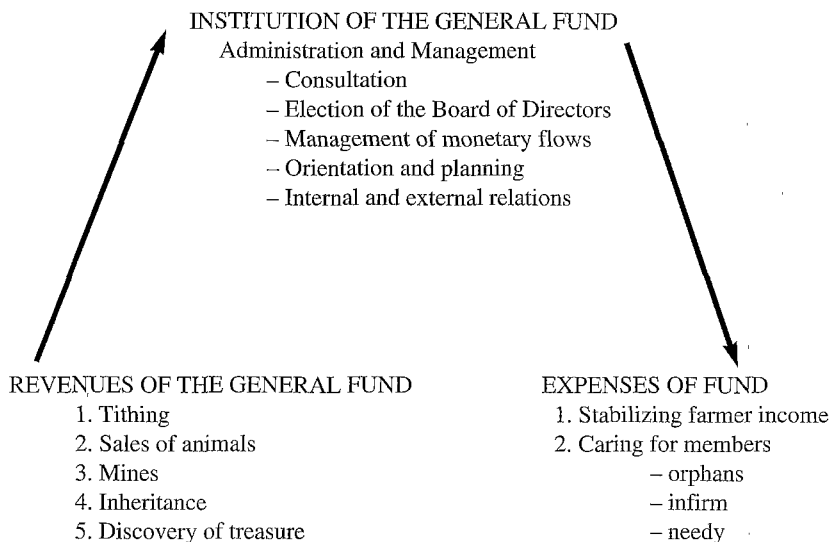 INSTITUTION OF THE GENERAL FUND
Administration and Management
– Consultation
– Election of the Board of Directors
– Management of monetary flows
– Orientation and planning
– Internal and external relations
REVENUES OF THE GENERAL FUND
1. Tithing
2. Sales of animals
3. Mines
4. Inheritance
5. Discovery of treasure
EXPENSES OF FUND
1. Stabilizing farmer income
2. Caring for members
– orphans
– infirm
– needy